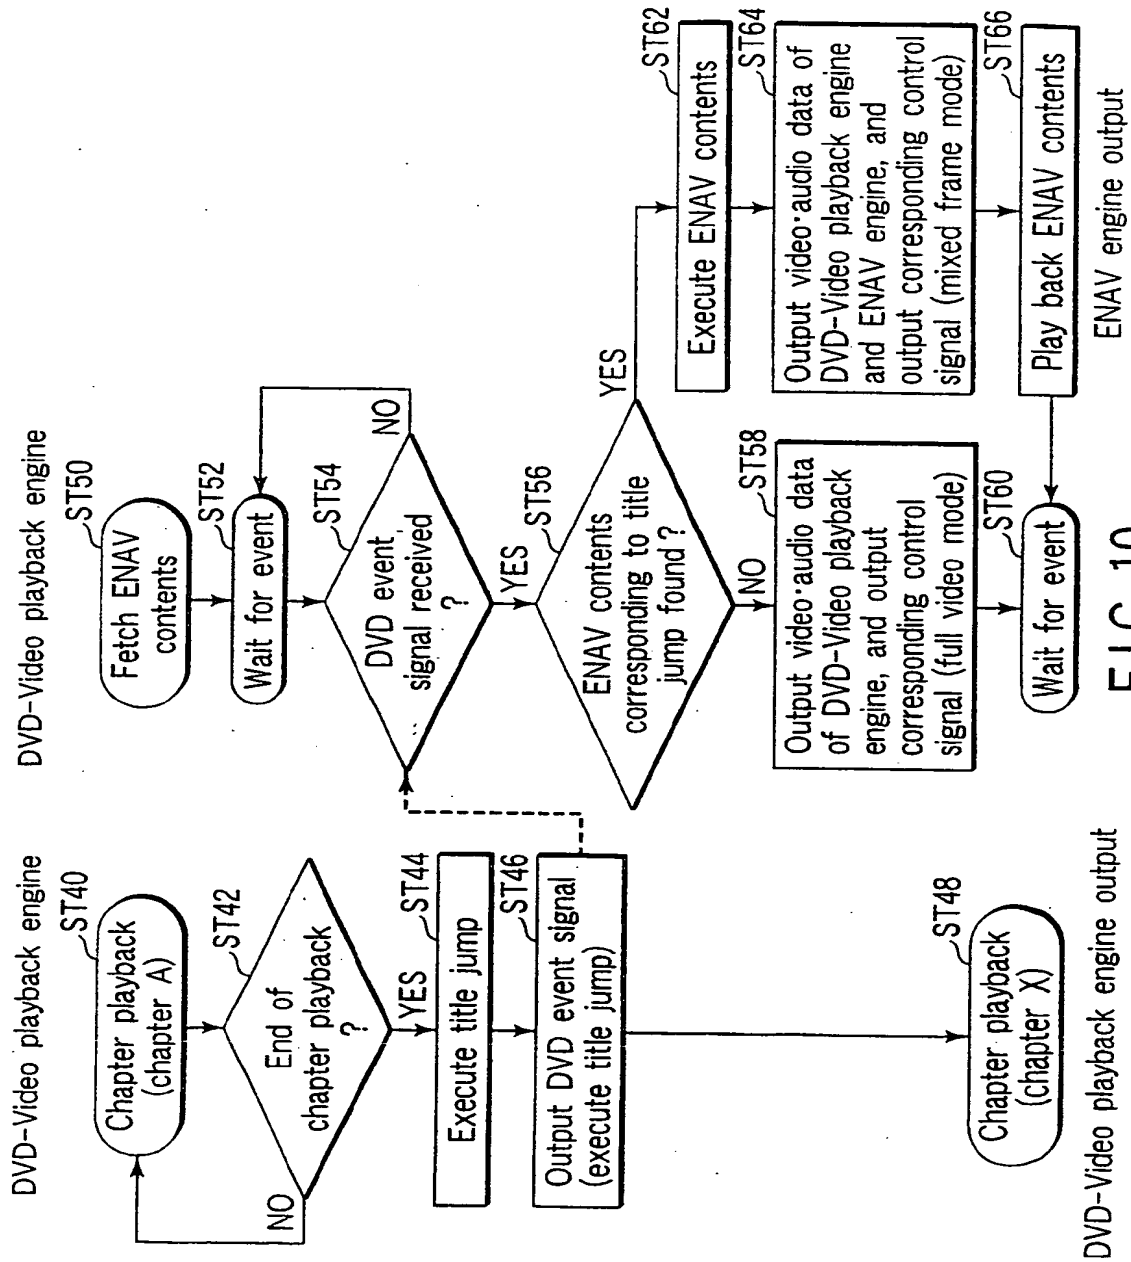 DVD-Video playback engine
ST40
Chapter playback
(chapter A)
ST42
End of
chapter playback
?
NO
YES
ST44
Execute title jump
ST46
Output DVD event signal
(execute title jump)
ST48
Chapter playback
(chapter X)
DVD-Video playback engine output
DVD-Video playback engine
ST50
Fetch ENAV
contents
ST52
Wait for event
ST54
DVD event
signal received
?
NO
YES
ST56
ENAV contents
corresponding to title
jump found ?
YES
NO
ST58
Output video·audio data
of DVD-Video playback
engine, and output
corresponding control
signal (full video mode)
ST60
Wait for event
ST62
Execute ENAV contents
ST64
Output video·audio data of
DVD-Video playback engine
and ENAV engine, and
output corresponding control
signal (mixed frame mode)
ST66
Play back ENAV contents
ENAV engine output